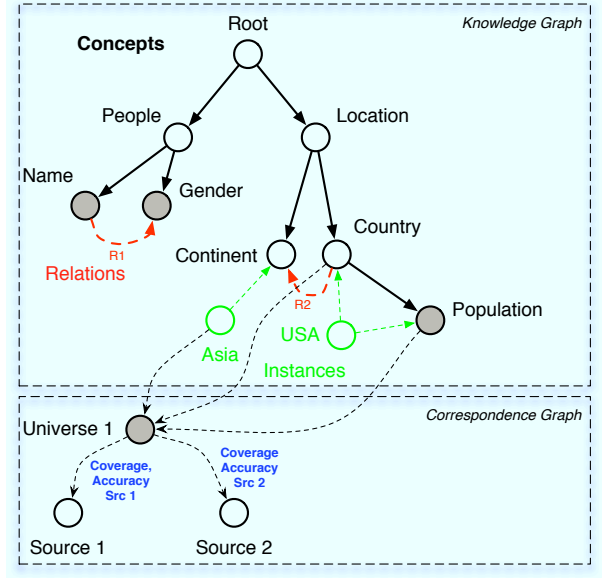 Root
Knowledge Graph
Concepts
People
Location
Name
Gender
R1
Relations
Continent
Country
R2
Population
Asia
USA
Instances
Correspondence Graph
Universe 1
Coverage,
Accuracy
Src 1
Coverage
Accuracy
Src 2
Source 1
Source 2